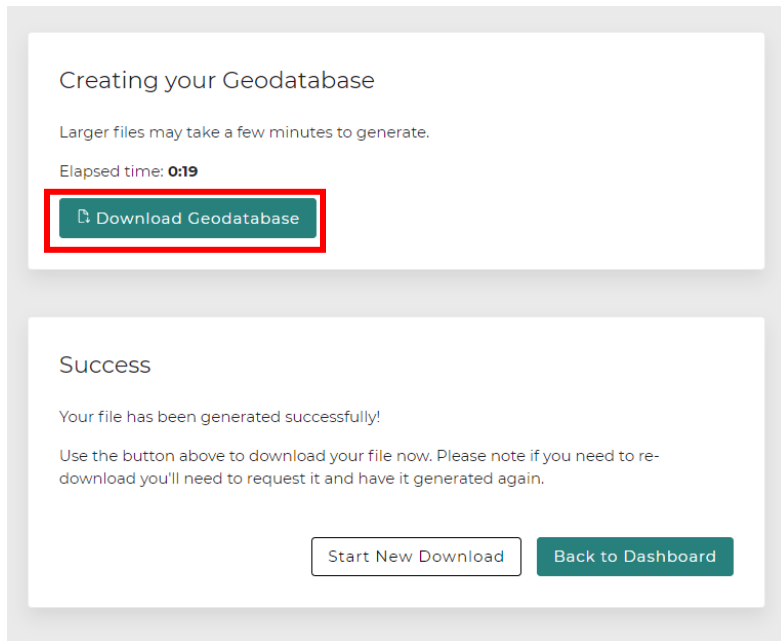 Creating your Geodatabase
Larger files may take a few minutes to generate.
Elapsed time: 0:19
Download Geodatabase
Success
Your file has been generated successfully!
Use the button above to download your file now. Please note if you need to re-
download you'll need to request it and have it generated again.
Start New Download
Back to Dashboard